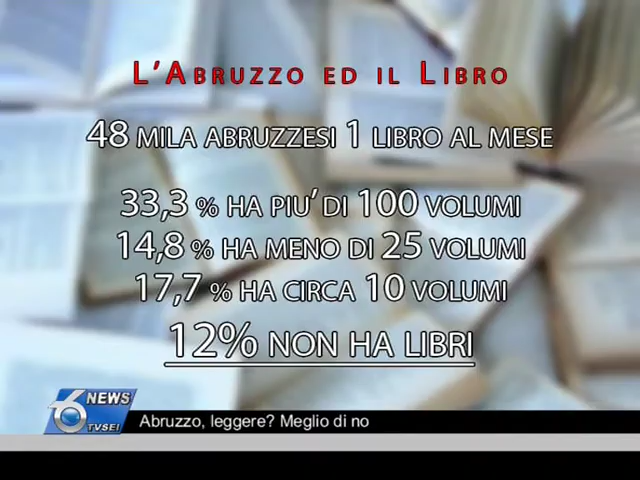 L'Abruzzo ed il Libro
48 MILA ABRUZZESI 1 LIBRO AL MESE
33,3 % HA PIU' DI 100 VOLUMI
14,8 % HA MENO DI 25 VOLUMI
17,7 % HA CIRCA 10 VOLUMI
12% NON HA LIBRI
6 NEWS
TVSEI
Abruzzo, leggere? Meglio di no